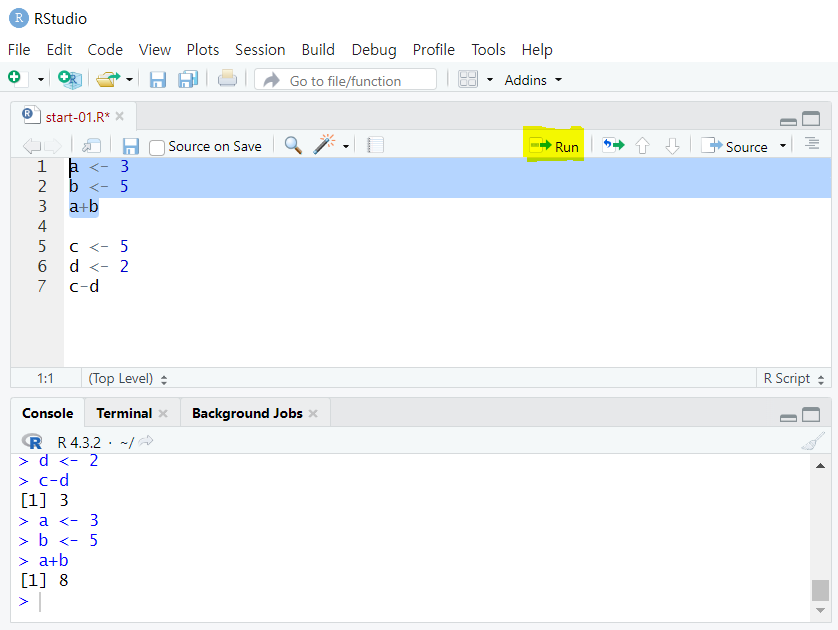 R RStudio
File Edit Code View Plots Session Build Debug Profile Tools Help
R Go to file/function Addins
R start-01.R*
Source on Save Run Source
1 a <- 3
2 b <- 5
3 a+b
4
5 c <- 5
6 d <- 2
7 c-d
1:1 (Top Level) R Script
Console Terminal Background Jobs
R R 4.3.2 · ~/
> d <- 2
> c-d
[1] 3
> a <- 3
> b <- 5
> a+b
[1] 8
>